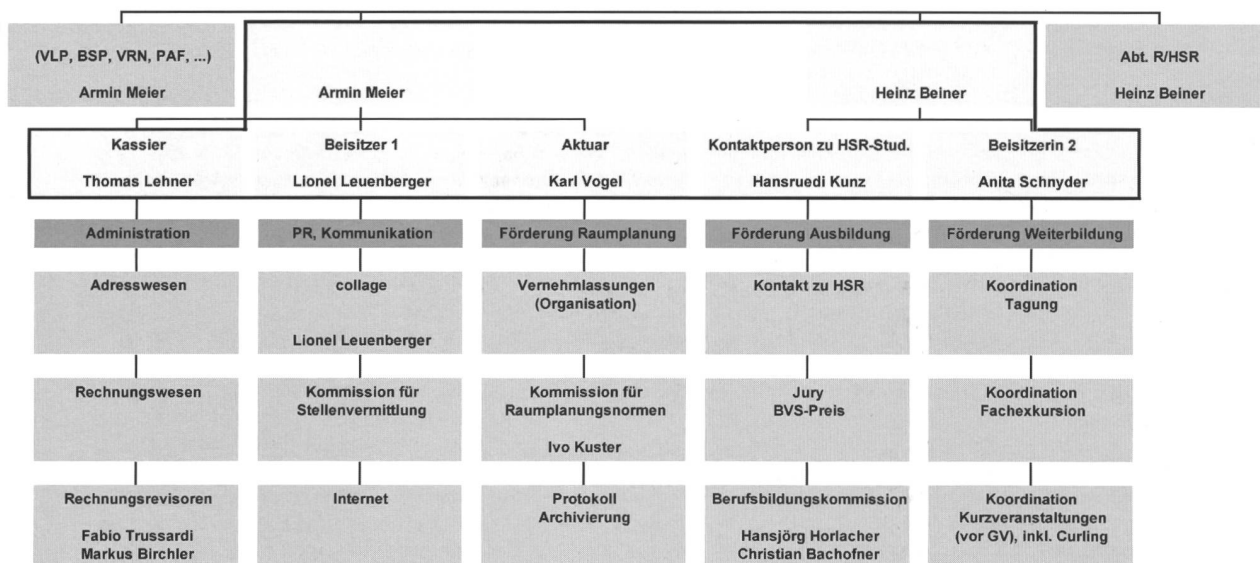 (VLP, BSP, VRN, PAF, ...)
Armin Meier
Armin Meier
Heinz Beiner
Abt. R/HSR
Heinz Beiner
Kassier
Thomas Lehner
Beisitzer 1
Lionel Leuenberger
Aktuar
Karl Vogel
Kontaktperson zu HSR-Stud.
Hansruedi Kunz
Beisitzerin 2
Anita Schnyder
Administration
PR, Kommunikation
Förderung Raumplanung
Förderung Ausbildung
Förderung Weiterbildung
Adresswesen
collage
Lionel Leuenberger
Vernehmlassungen
(Organisation)
Kontakt zu HSR
Koordination
Tagung
Rechnungswesen
Kommission für
Stellenvermittlung
Kommission für
Raumplanungsnormen
Ivo Kuster
Jury
BVS-Preis
Koordination
Fachexkursion
Rechnungsrevisoren
Fabio Trussardi
Markus Birchler
Internet
Protokoll
Archivierung
Berufsbildungskommission
Hansjörg Horlacher
Christian Bachofner
Koordination
Kurzveranstaltungen
(vor GV), inkl. Curling